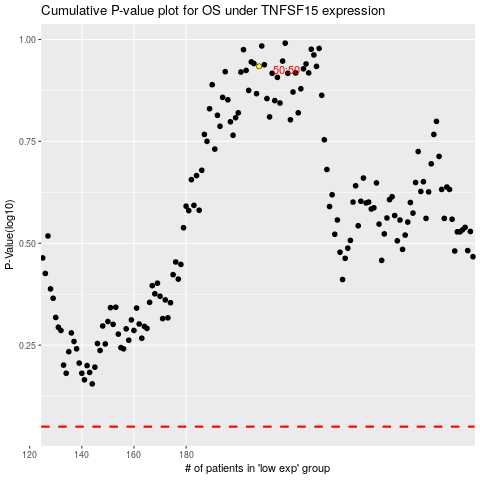 Cumulative P-value plot for OS under TNFSF15 expression
P-Value(log10)
1.00
0.75
0.50
0.25
50:50
120 140 160 180
# of patients in 'low exp' group